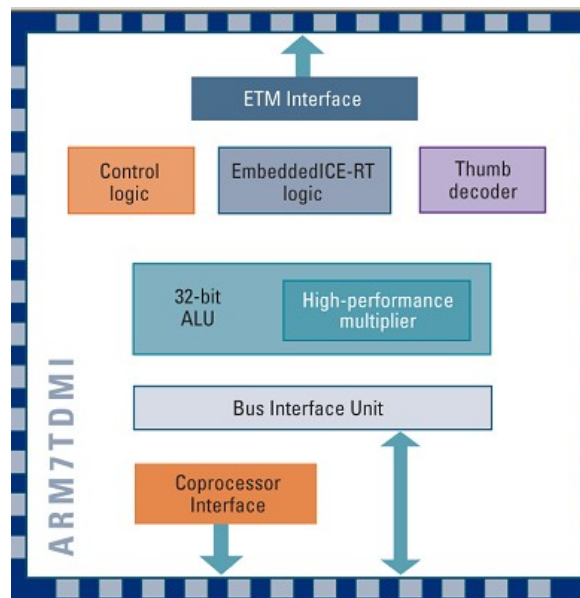 ETM Interface
Control
logic
EmbeddedICE-RT
logic
Thumb
decoder
32-bit
ALU
High-performance
multiplier
Bus Interface Unit
Coprocessor
Interface
ARM7TDMI